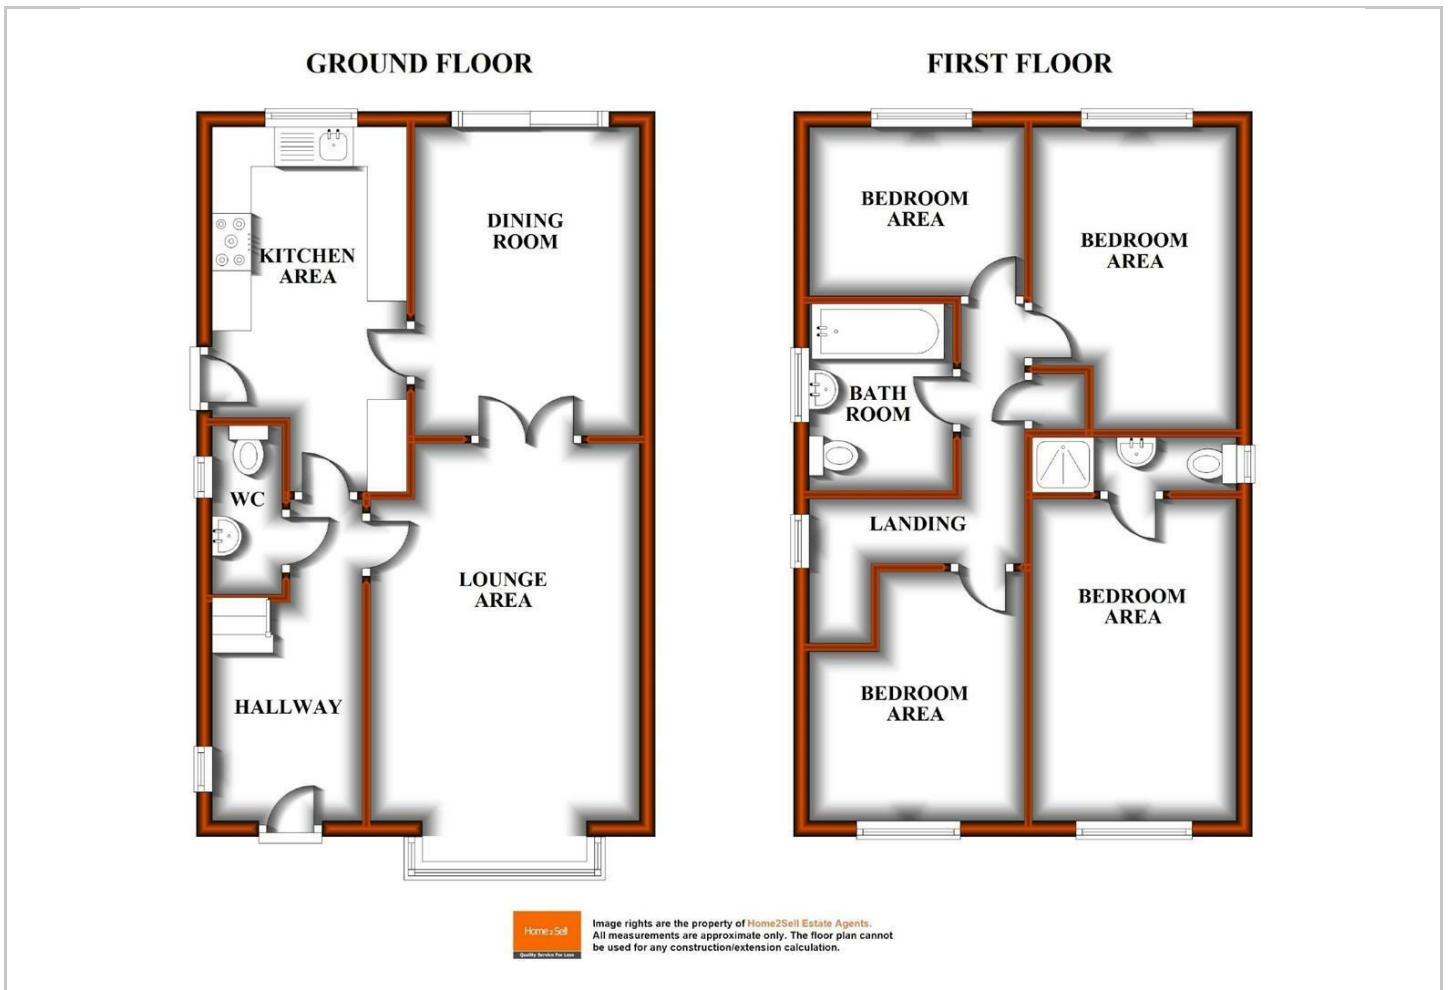 GROUND FLOOR
FIRST FLOOR
KITCHEN
AREA
DINING
ROOM
WC
LOUNGE
AREA
HALLWAY
BEDROOM
AREA
BEDROOM
AREA
BATH
ROOM
LANDING
BEDROOM
AREA
BEDROOM
AREA
Home2Sell
Quality Service For Less
Image rights are the property of Home2Sell Estate Agents.
All measurements are approximate only. The floor plan cannot
be used for any construction/extension calculation.